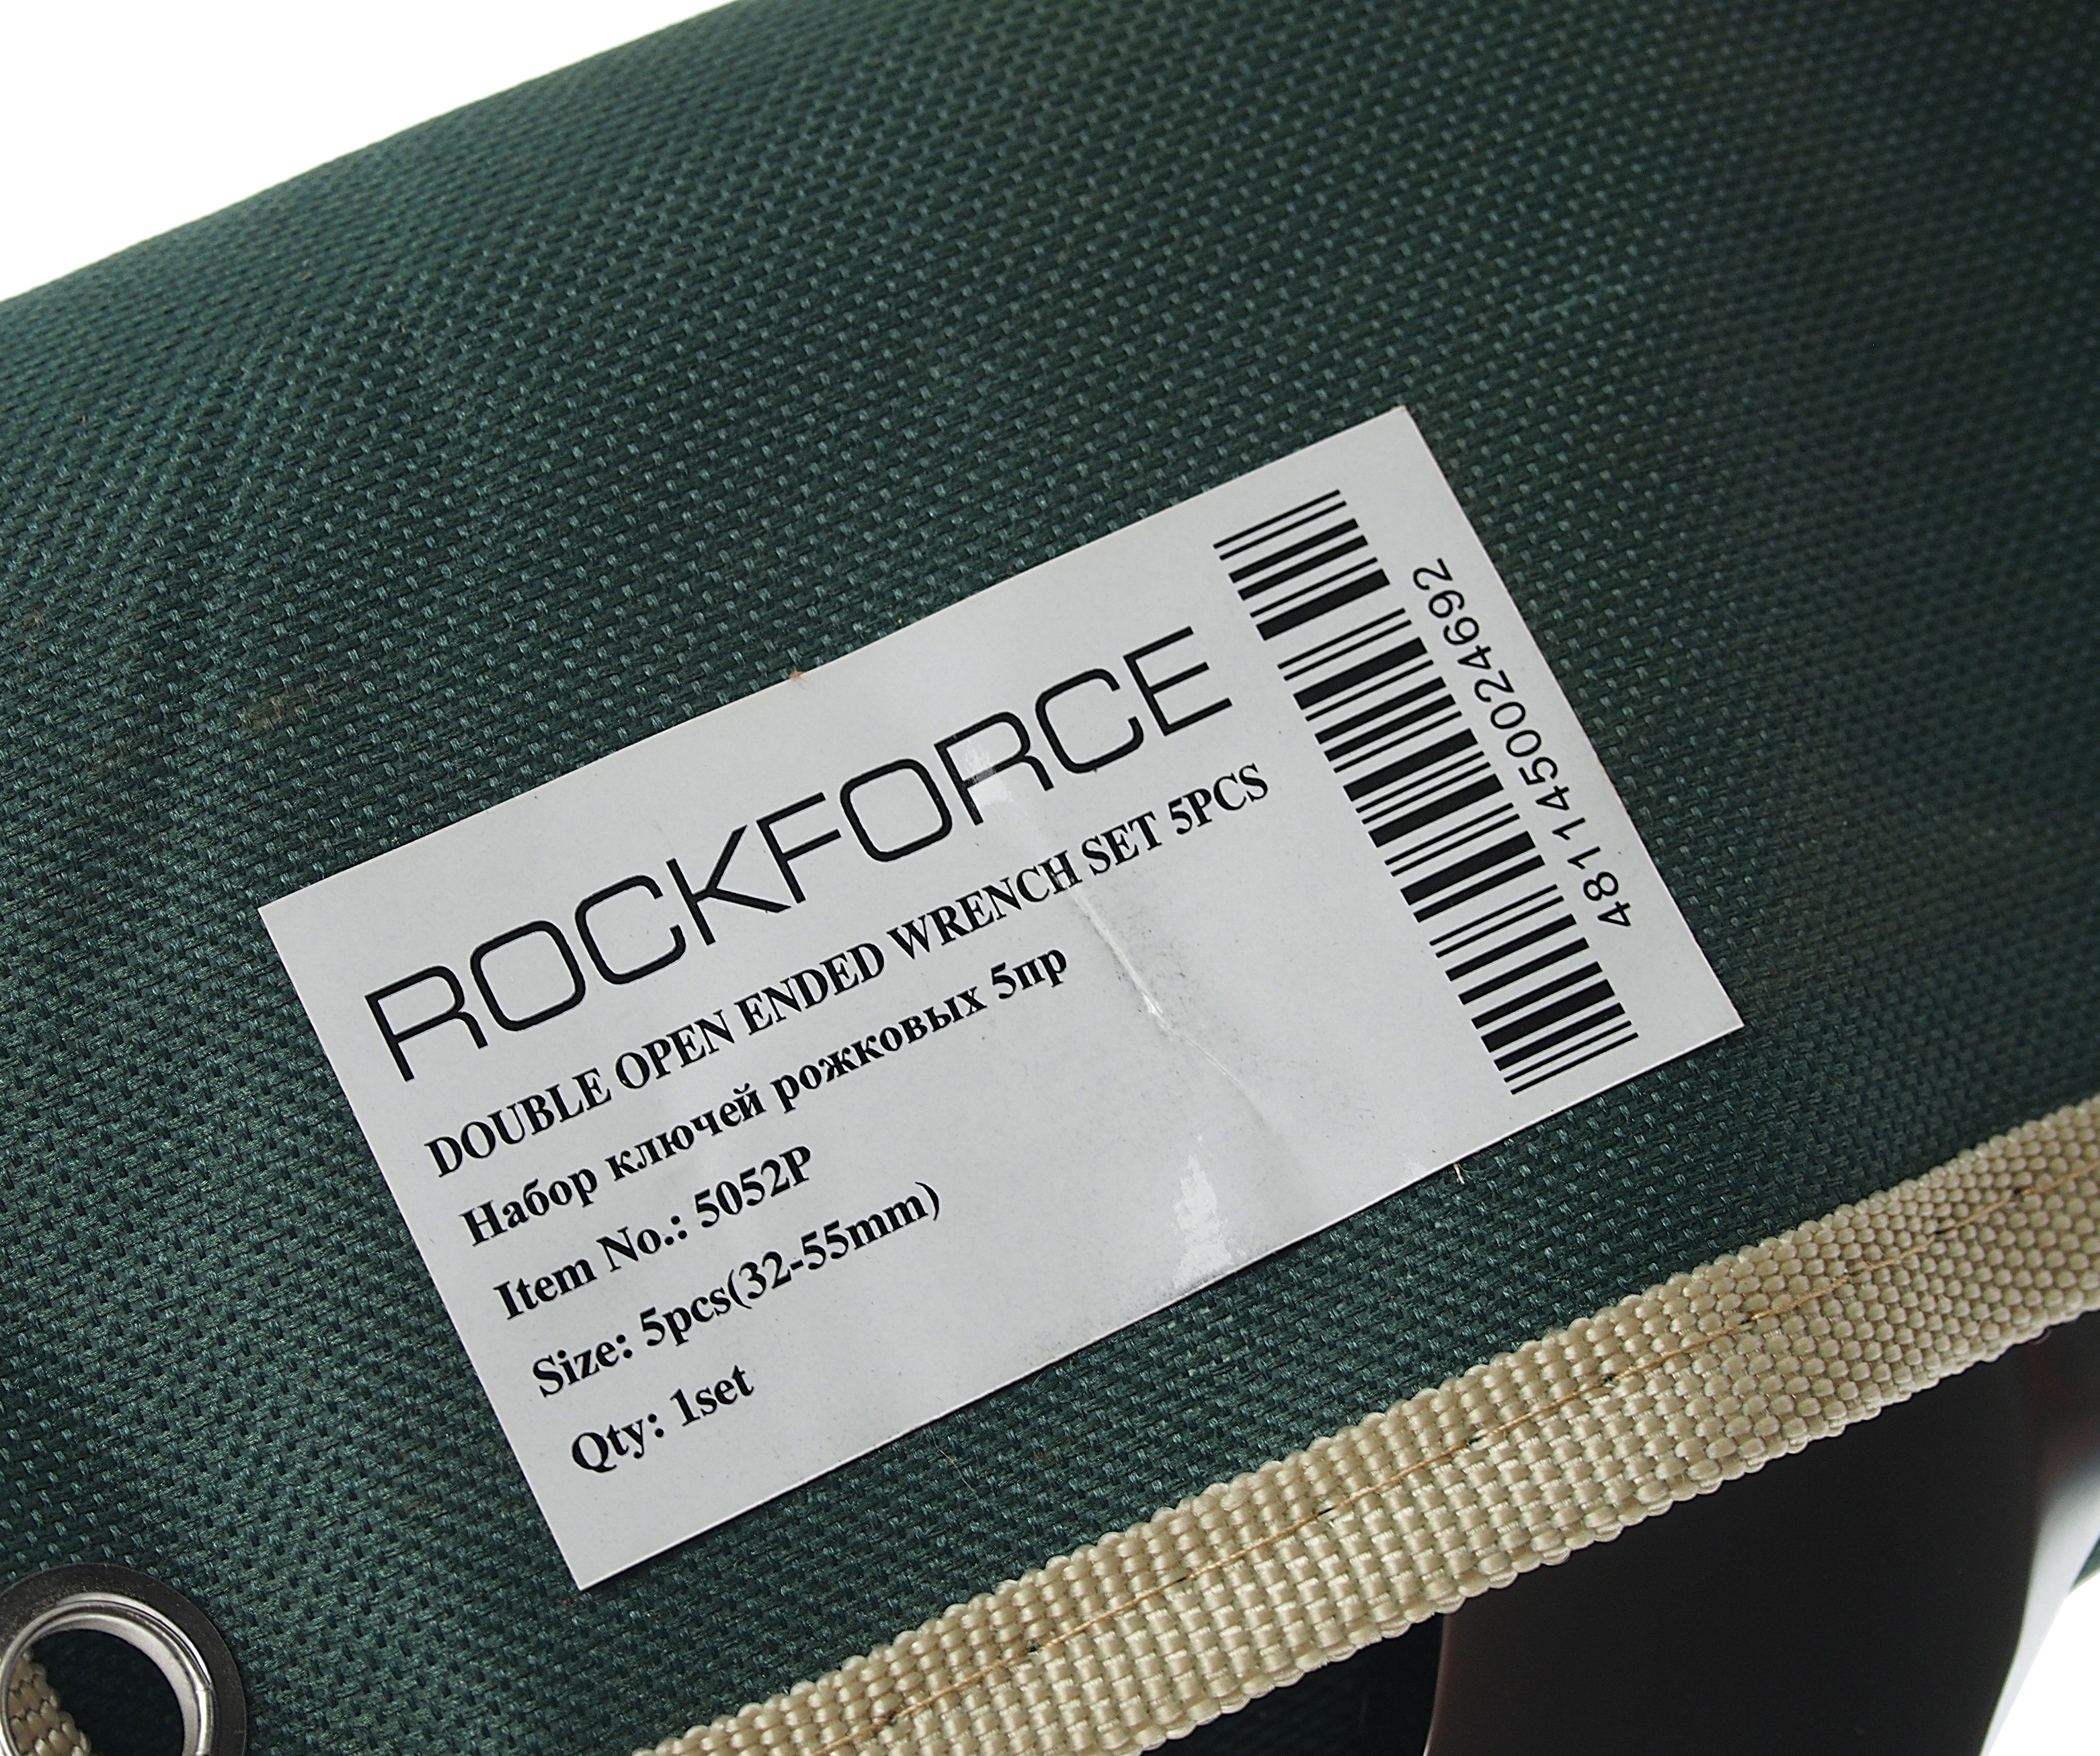 ROCKFORCE
DOUBLE OPEN ENDED WRENCH SET 5PCS
Набор ключей рожковых 5пр
Item No.: 5052P
Size: 5pcs(32-55mm)
Qty: 1set
4811450024692